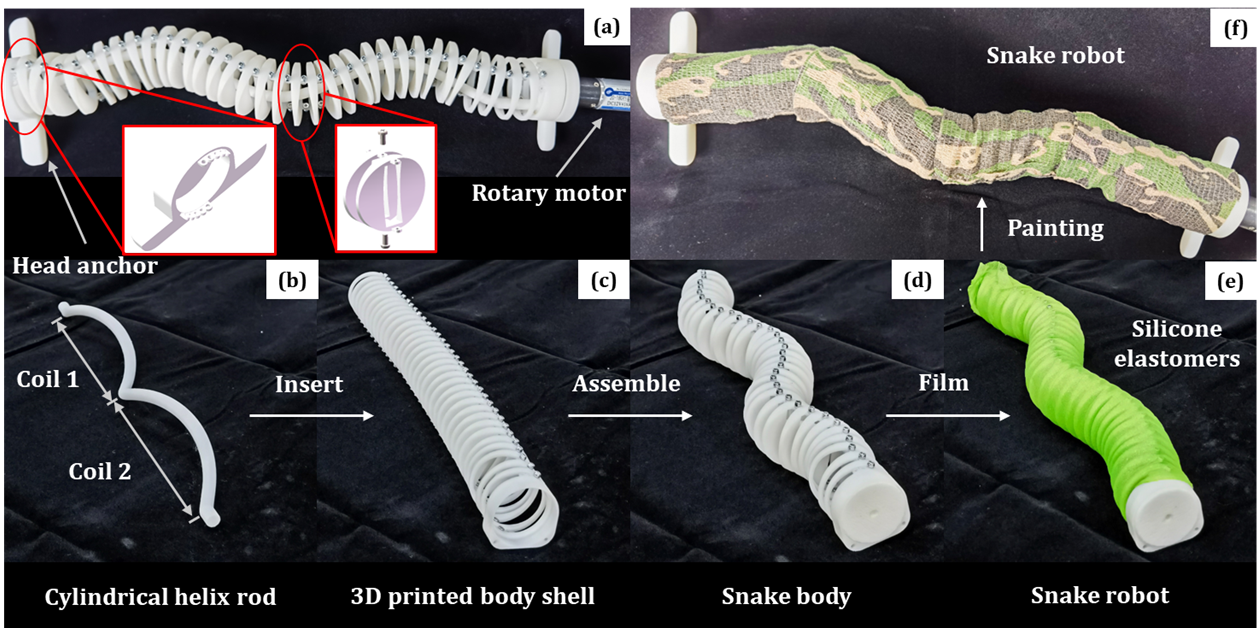 (a)
Rotary motor
Head anchor
(f)
Snake robot
Painting
(b)
Coil 1
Coil 2
Insert
(c)
Assemble
(d)
Film
(e)
Silicone
elastomers
Cylindrical helix rod
3D printed body shell
Snake body
Snake robot